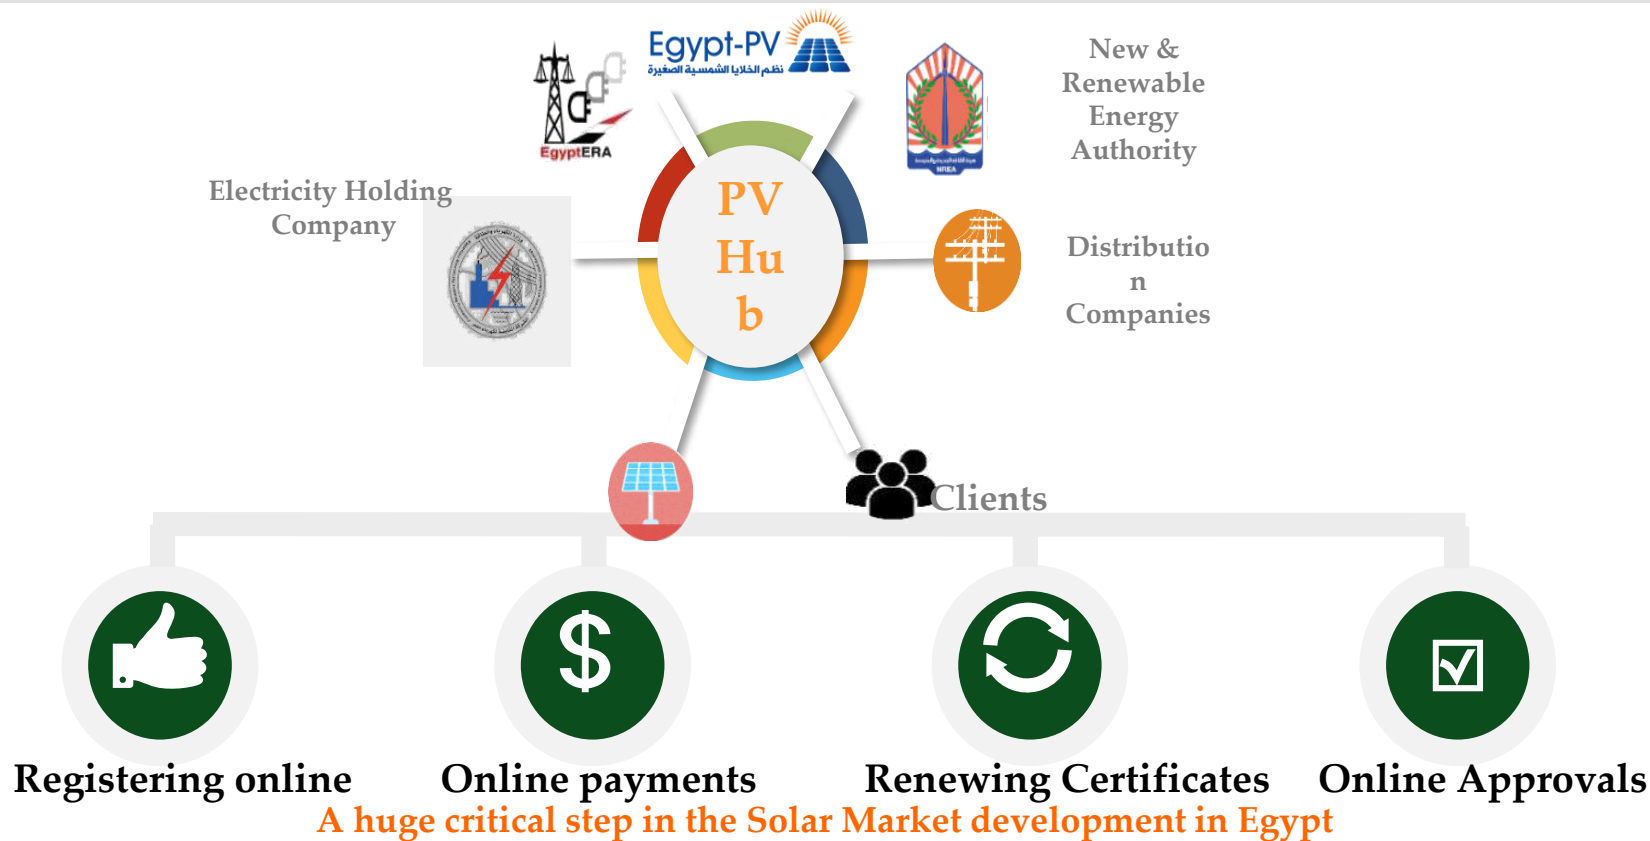 Egypt-PV
نظم الخلايا الشمسية الصغيرة
EgyptERA
NREA
New &
Renewable
Energy
Authority
Electricity Holding
Company
PV
Hu
b
Distributio
n
Companies
Clients
Registering online
Online payments
Renewing Certificates
Online Approvals
A huge critical step in the Solar Market development in Egypt